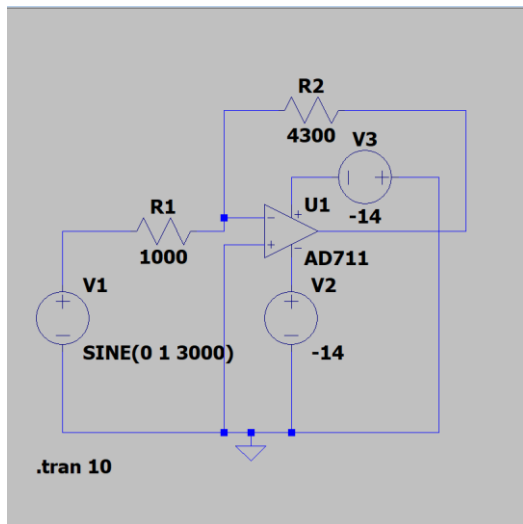 R2
4300
V3
-14
R1
1000
U1
AD711
V1
SINE(0 1 3000)
V2
-14
.tran 10